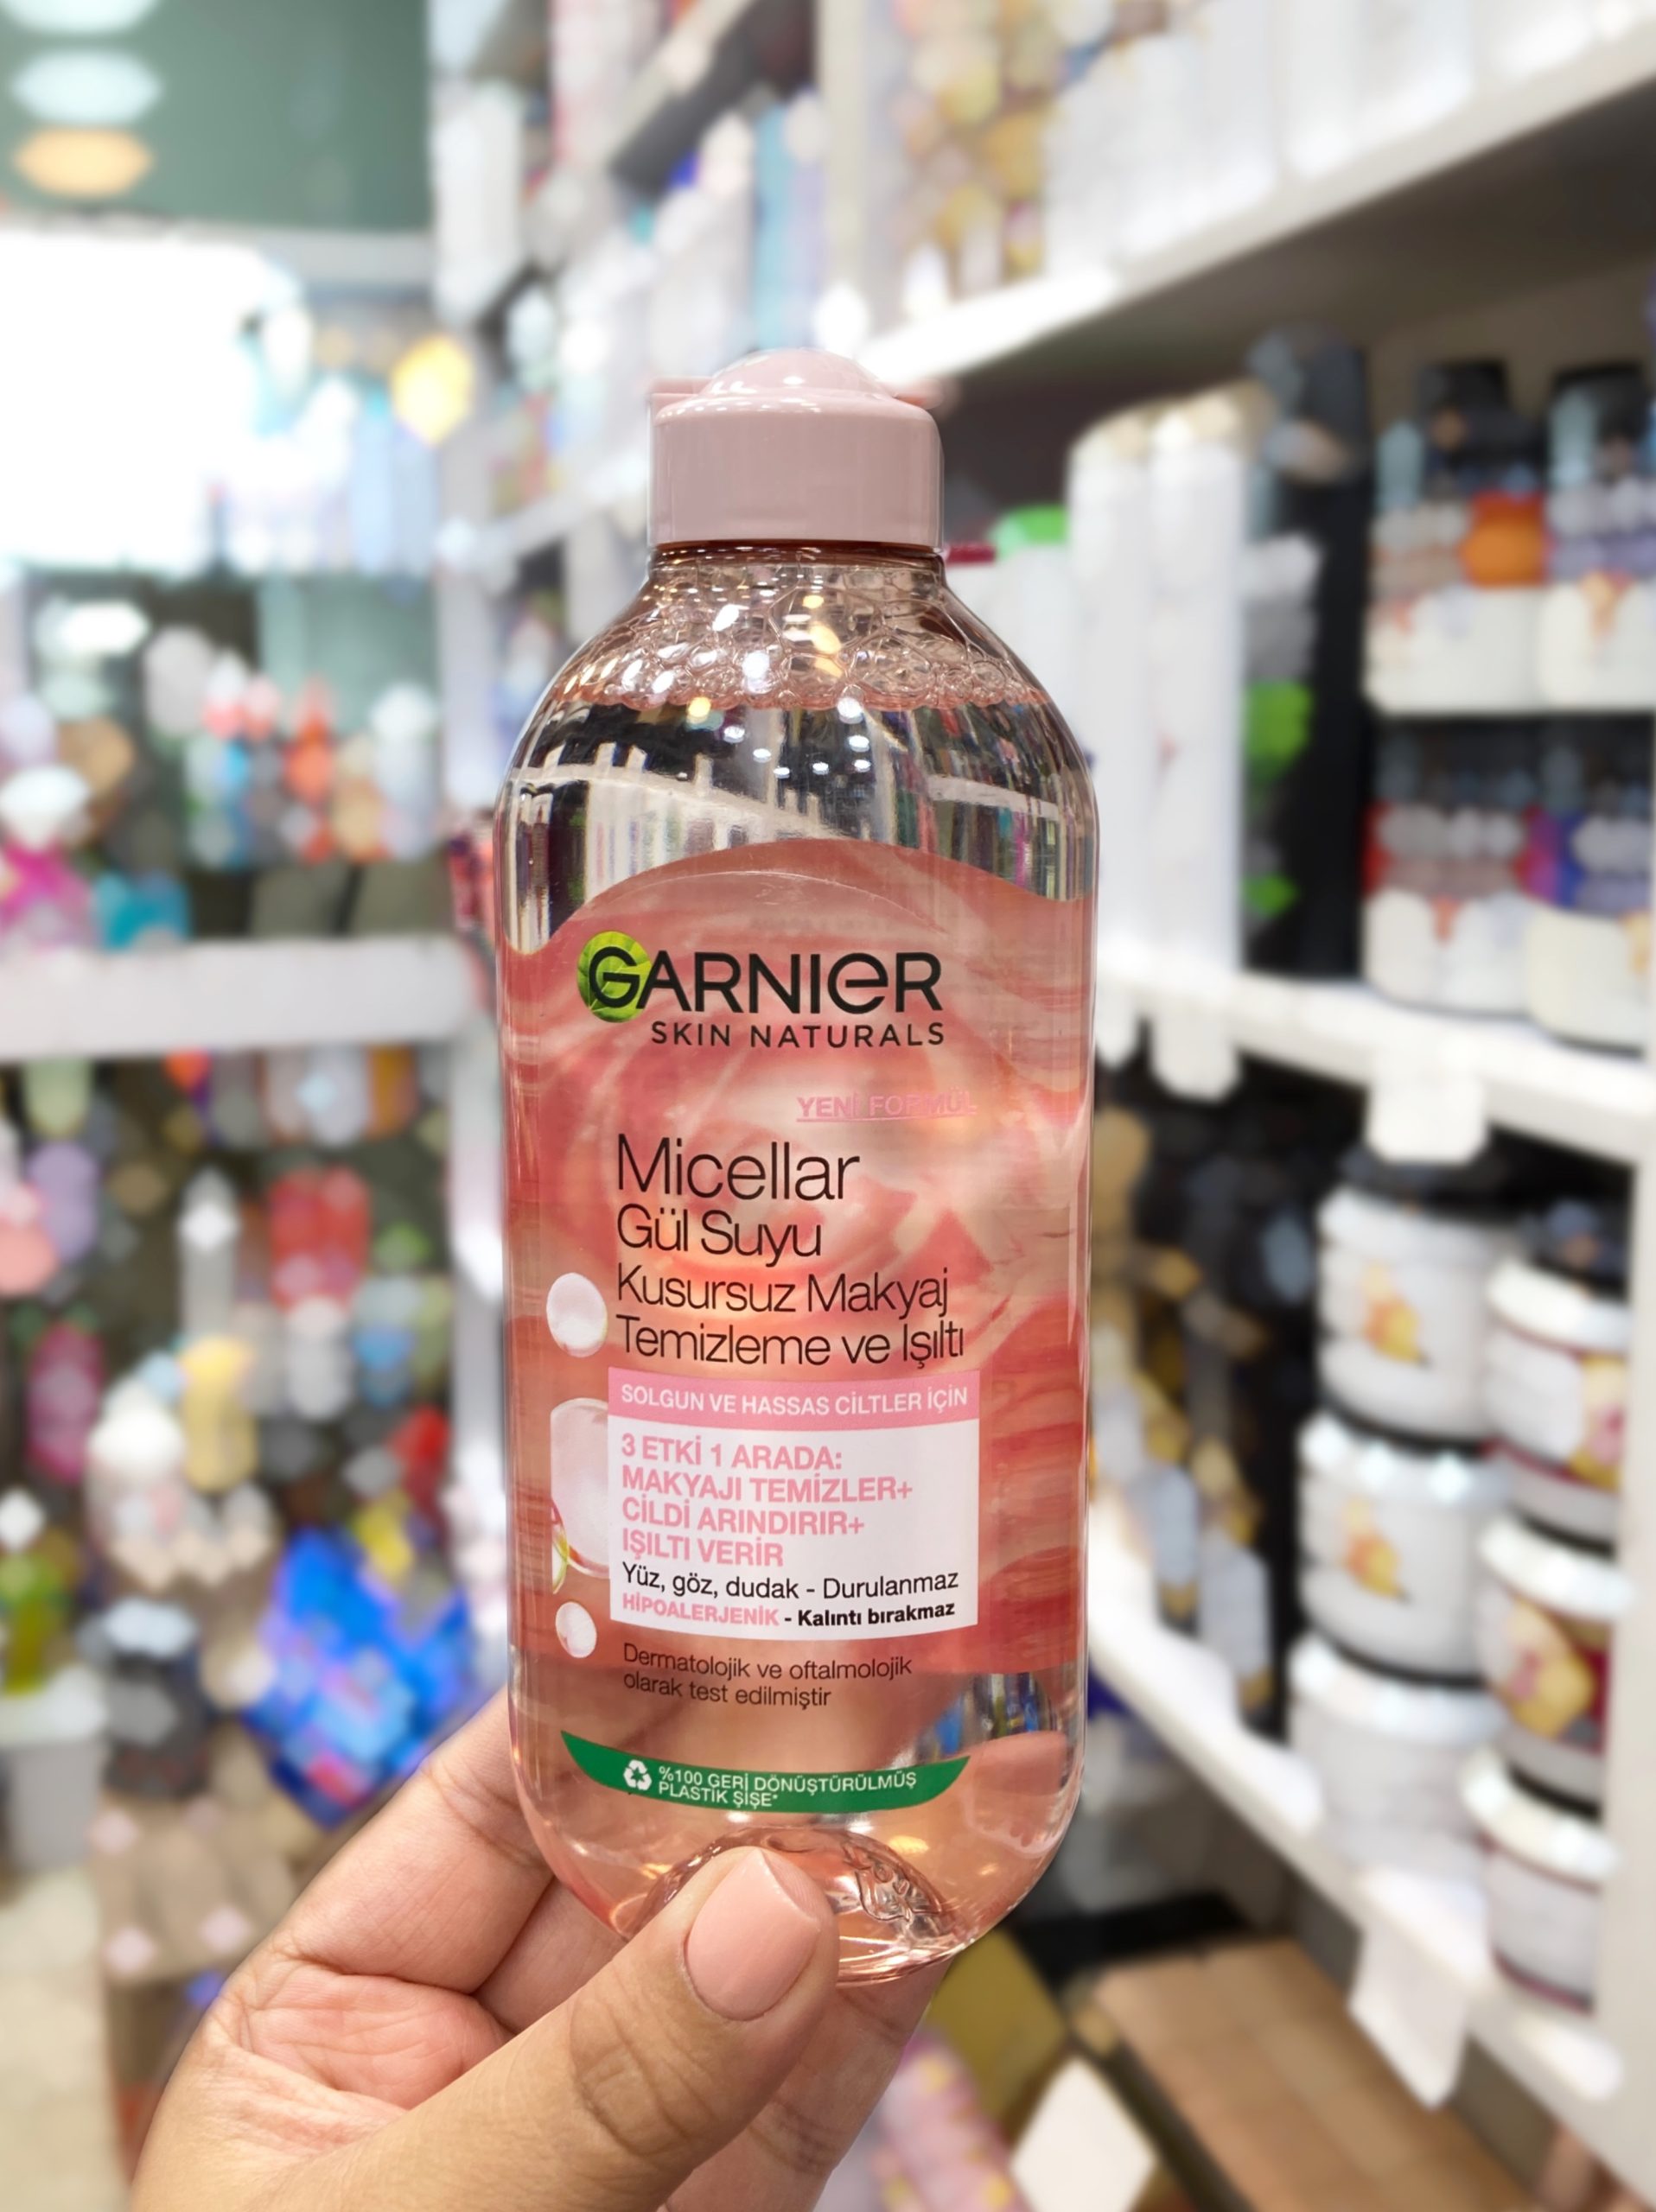 GARNIER
SKIN NATURALS
YENİ FORMÜL
Micellar
Gül Suyu
Kusursuz Makyaj
Temizleme ve Işıltı
SOLGUN VE HASSAS CİLTLER İÇİN
3 ETKİ 1 ARADA:
MAKYAJI TEMİZLER+
CİLDİ ARINDIRIR+
IŞILTI VERİR
Yüz, göz, dudak - Durulanmaz
HİPOALERJENİK - Kalıntı bırakmaz
Dermatolojik ve oftalmolojik
olarak test edilmiştir
%100 GERİ DÖNÜŞTÜRÜLMÜŞ
PLASTİK ŞİŞE*